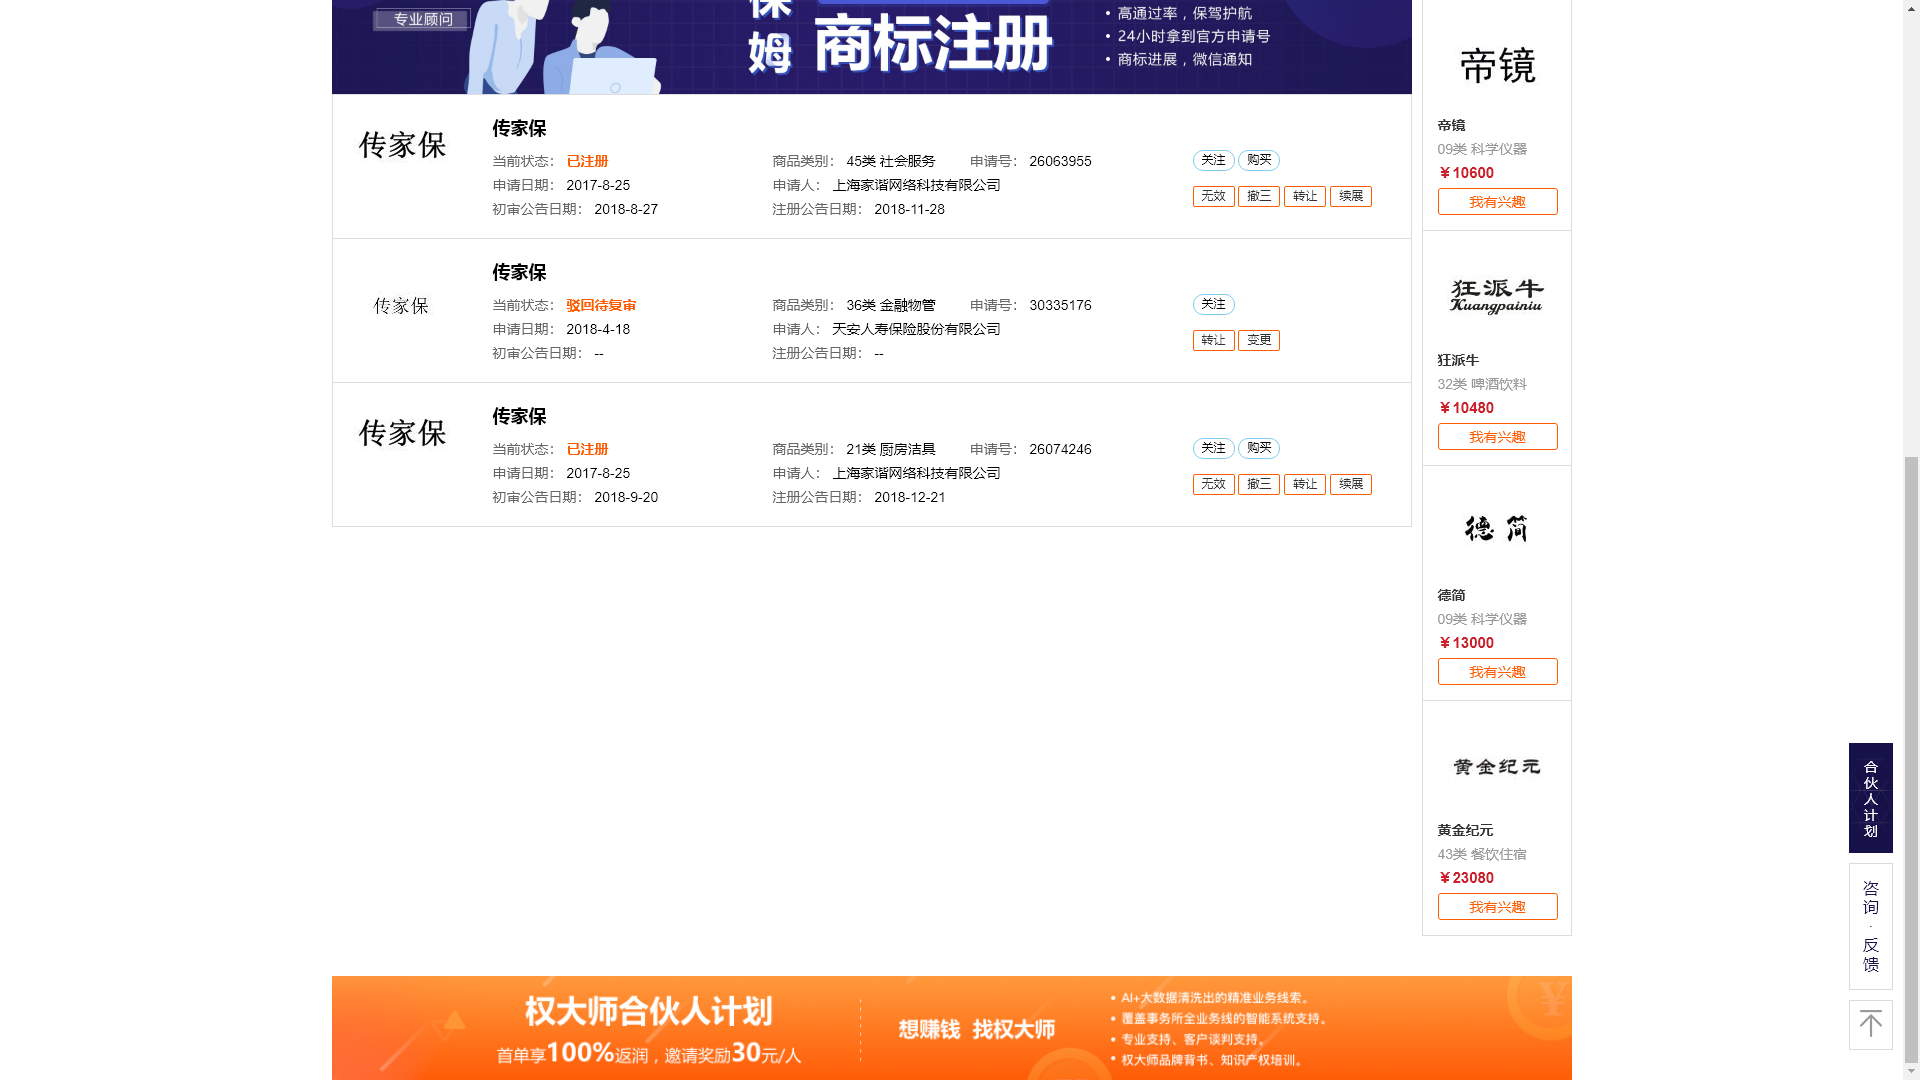 专业顾问
保
姆
商标注册
• 高通过率，保驾护航
• 24小时拿到官方申请号
• 商标进展，微信通知
传家保
传家保
当前状态： 已注册
商品类别： 45类 社会服务
申请号： 26063955
申请日期： 2017-8-25
申请人： 上海家谐网络科技有限公司
初审公告日期： 2018-8-27
注册公告日期： 2018-11-28
关注
购买
无效
撤三
转让
续展
传家保
传家保
当前状态： 驳回待复审
商品类别： 36类 金融物管
申请号： 30335176
申请日期： 2018-4-18
申请人： 天安人寿保险股份有限公司
初审公告日期： --
注册公告日期： --
关注
转让
变更
传家保
传家保
当前状态： 已注册
商品类别： 21类 厨房洁具
申请号： 26074246
申请日期： 2017-8-25
申请人： 上海家谐网络科技有限公司
初审公告日期： 2018-9-20
注册公告日期： 2018-12-21
关注
购买
无效
撤三
转让
续展
帝镜
帝镜
09类 科学仪器
￥10600
我有兴趣
狂派牛
Kuangpainiu
狂派牛
32类 啤酒饮料
￥10480
我有兴趣
德简
德简
09类 科学仪器
￥13000
我有兴趣
黄金纪元
黄金纪元
43类 餐饮住宿
￥23080
我有兴趣
合伙人计划
咨询·反馈
权大师合伙人计划
首单享100%返润，邀请奖励30元/人
想赚钱 找权大师
• AI+大数据清洗出的精准业务线索。
• 覆盖事务所全业务线的智能系统支持。
• 专业支持、客户谈判支持。
• 权大师品牌背书、知识产权培训。